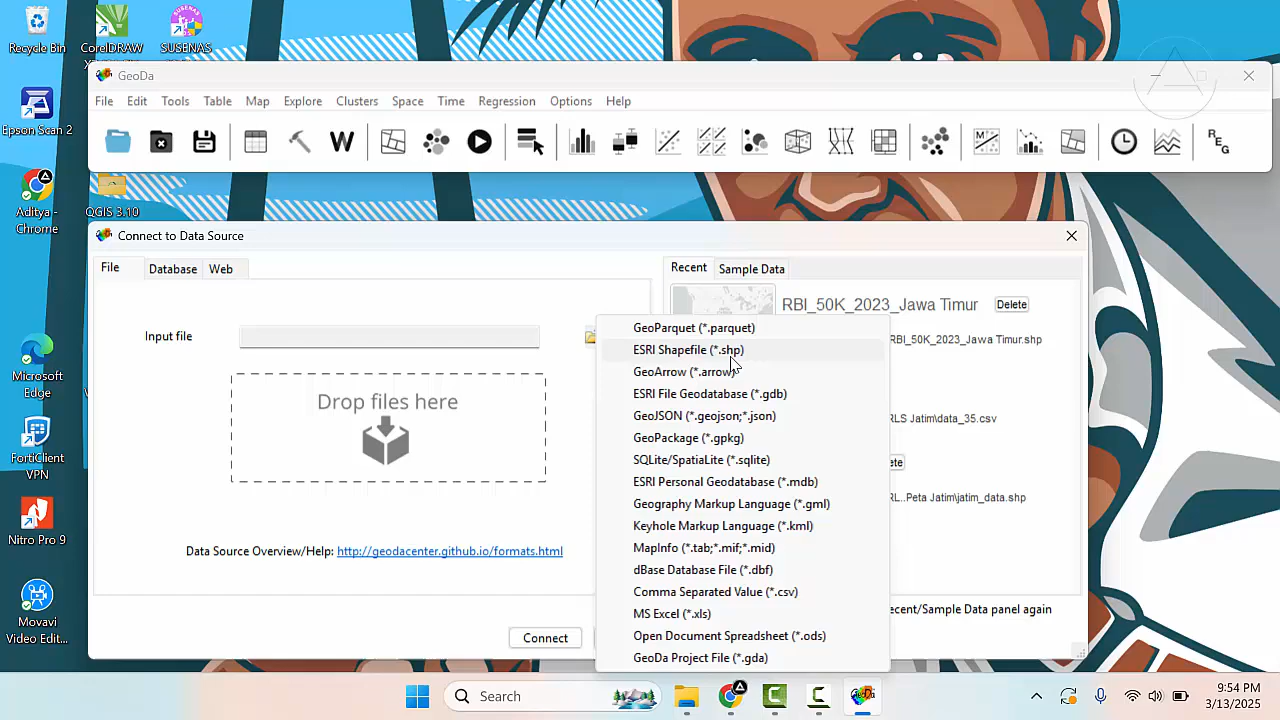 Recycle Bin
CorelDRAW
SUSENAS
Epson Scan 2
Aditya -
Chrome
QGIS 3.10
Microsoft
Edge
FortiClient
VPN
Nitro Pro 9
Movavi
Video Edit...
GeoDa
File Edit Tools Table Map Explore Clusters Space Time Regression Options Help
W
REG
Connect to Data Source
File Database Web
Input file
Drop files here
Data Source Overview/Help: http://geodacenter.github.io/formats.html
Connect
Recent Sample Data
RBI_50K_2023_Jawa Timur Delete
RBI_50K_2023_Jawa Timur.shp
RLS Jatim\data_35.csv
ete
RL..Peta Jatim\jatim_data.shp
ecent/Sample Data panel again
GeoParquet (*.parquet)
ESRI Shapefile (*.shp)
GeoArrow (*.arrow)
ESRI File Geodatabase (*.gdb)
GeoJSON (*.geojson;*.json)
GeoPackage (*.gpkg)
SQLite/SpatiaLite (*.sqlite)
ESRI Personal Geodatabase (*.mdb)
Geography Markup Language (*.gml)
Keyhole Markup Language (*.kml)
MapInfo (*.tab;*.mif;*.mid)
dBase Database File (*.dbf)
Comma Separated Value (*.csv)
MS Excel (*.xls)
Open Document Spreadsheet (*.ods)
GeoDa Project File (*.gda)
Search
9:54 PM
3/13/2025